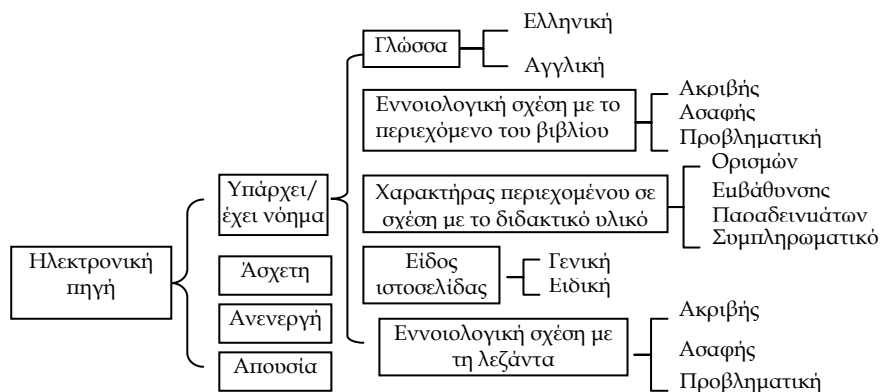 Ηλεκτρονική
πηγή
Υπάρχει/
έχει νόημα
Άσχετη
Ανενεργή
Απουσία
Γλώσσα
Ελληνική
Αγγλική
Εννοιολογική σχέση με το
περιεχόμενο του βιβλίου
Ακριβής
Ασαφής
Προβληματική
Χαρακτήρας περιεχομένου σε
σχέση με το διδακτικό υλικό
Ορισμών
Εμβάθυνσης
Παραδειγμάτων
Συμπληρωματικό
Είδος
ιστοσελίδας
Γενική
Ειδική
Εννοιολογική σχέση με
τη λεζάντα
Ακριβής
Ασαφής
Προβληματική